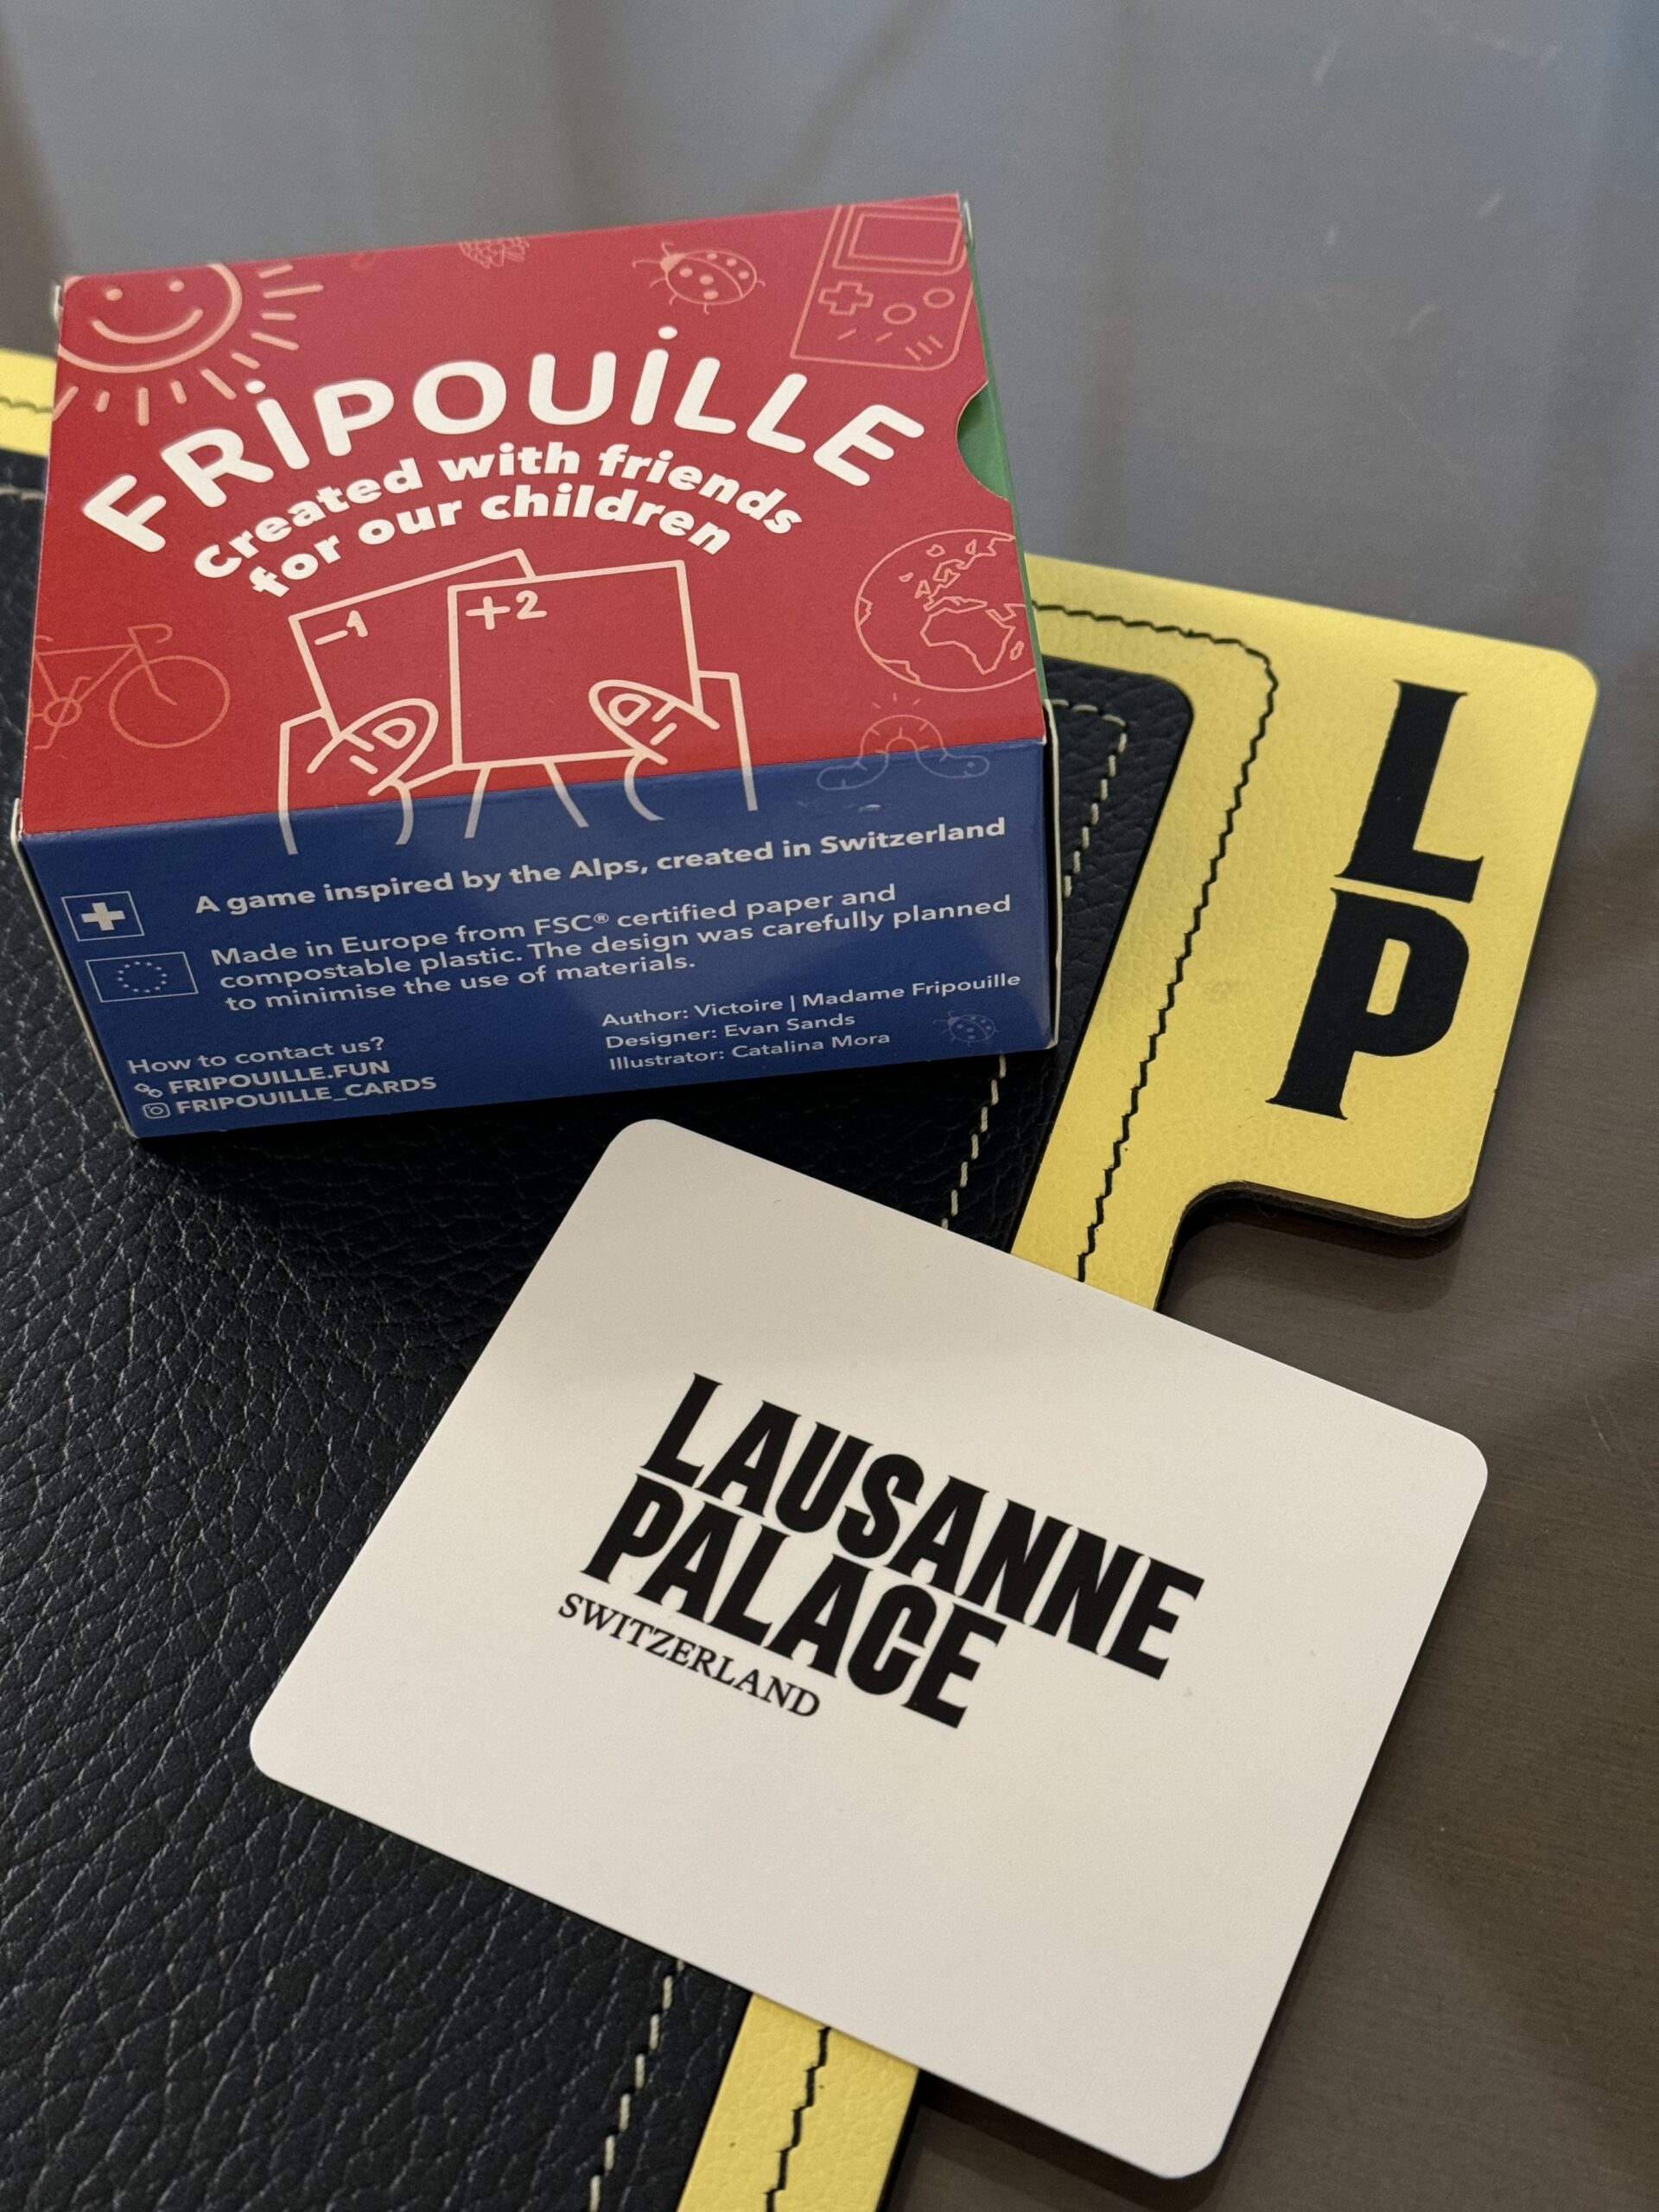 FRIPOUILLE
Created with friends
for our children
-1
+2
A game inspired by the Alps, created in Switzerland
Made in Europe from FSC® certified paper and
compostable plastic. The design was carefully planned
to minimise the use of materials.
Author: Victoire | Madame Fripouille
Designer: Evan Sands
Illustrator: Catalina Mora
How to contact us?
FRIPOUILLE.FUN
FRIPOUILLE_CARDS
L
P
LAUSANNE
PALACE
SWITZERLAND